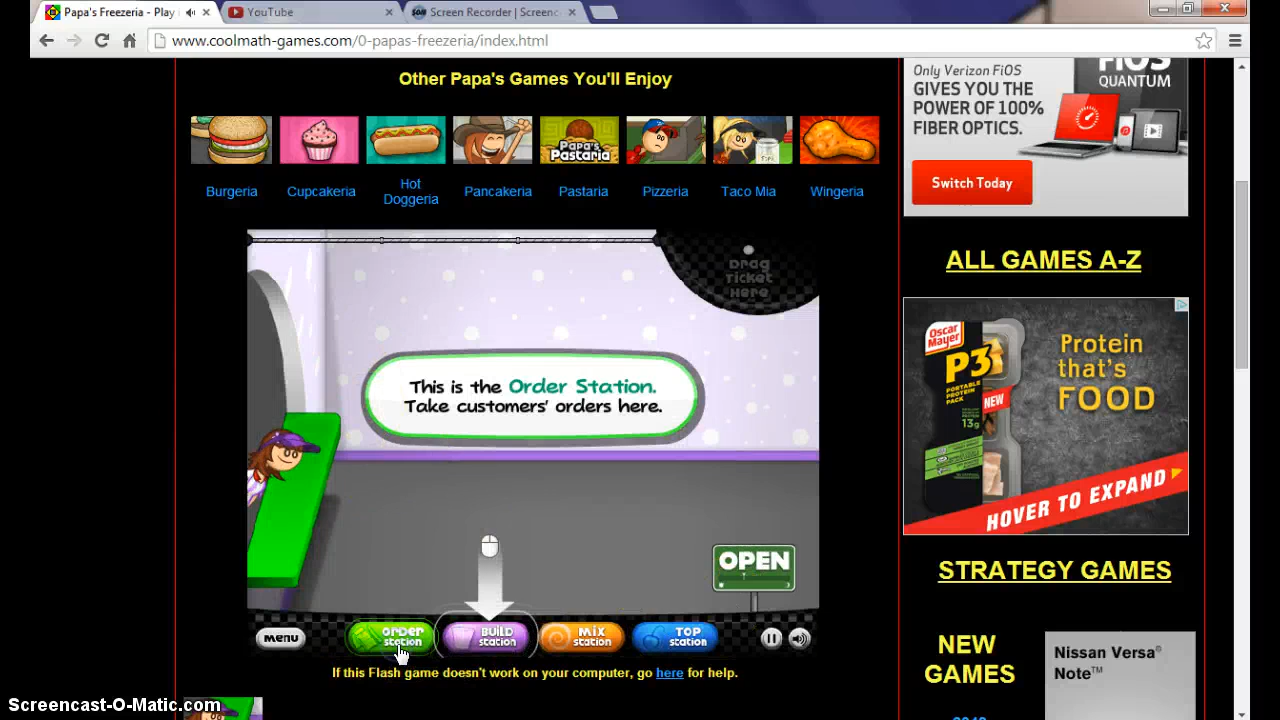 Papa's Freezeria - Play
YouTube
Screen Recorder | Screenc
www.coolmath-games.com/0-papas-freezeria/index.html
Other Papa's Games You'll Enjoy
Papa's
Pastaria
Burgeria
Cupcakeria
Hot
Doggeria
Pancakeria
Pastaria
Pizzeria
Taco Mia
Wingeria
Drag
Ticket
Here
This is the Order Station.
Take customers' orders here.
OPEN
MENU
ORDER
station
BUILD
station
MIX
station
TOP
station
If this Flash game doesn't work on your computer, go here for help.
Only Verizon FiOS
FiOS
QUANTUM
GIVES YOU THE
POWER OF 100%
FIBER OPTICS.
Switch Today
ALL GAMES A-Z
Oscar
Mayer
P3
PORTABLE
PROTEIN
PACK
NEW
13g
Protein
that's
FOOD
HOVER TO EXPAND
STRATEGY GAMES
NEW
GAMES
Nissan Versa®
Note™
2048
Screencast-O-Matic.com